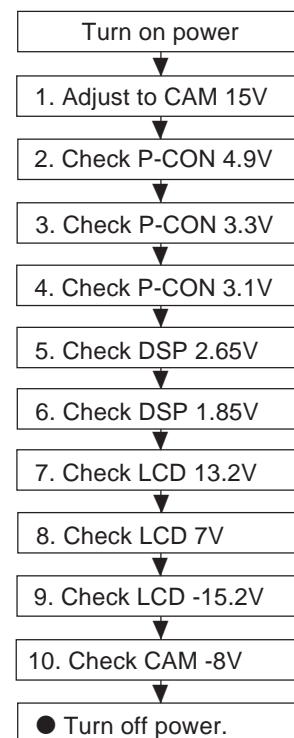 Turn on power
1. Adjust to CAM 15V
2. Check P-CON 4.9V
3. Check P-CON 3.3V
4. Check P-CON 3.1V
5. Check DSP 2.65V
6. Check DSP 1.85V
7. Check LCD 13.2V
8. Check LCD 7V
9. Check LCD -15.2V
10. Check CAM -8V
● Turn off power.